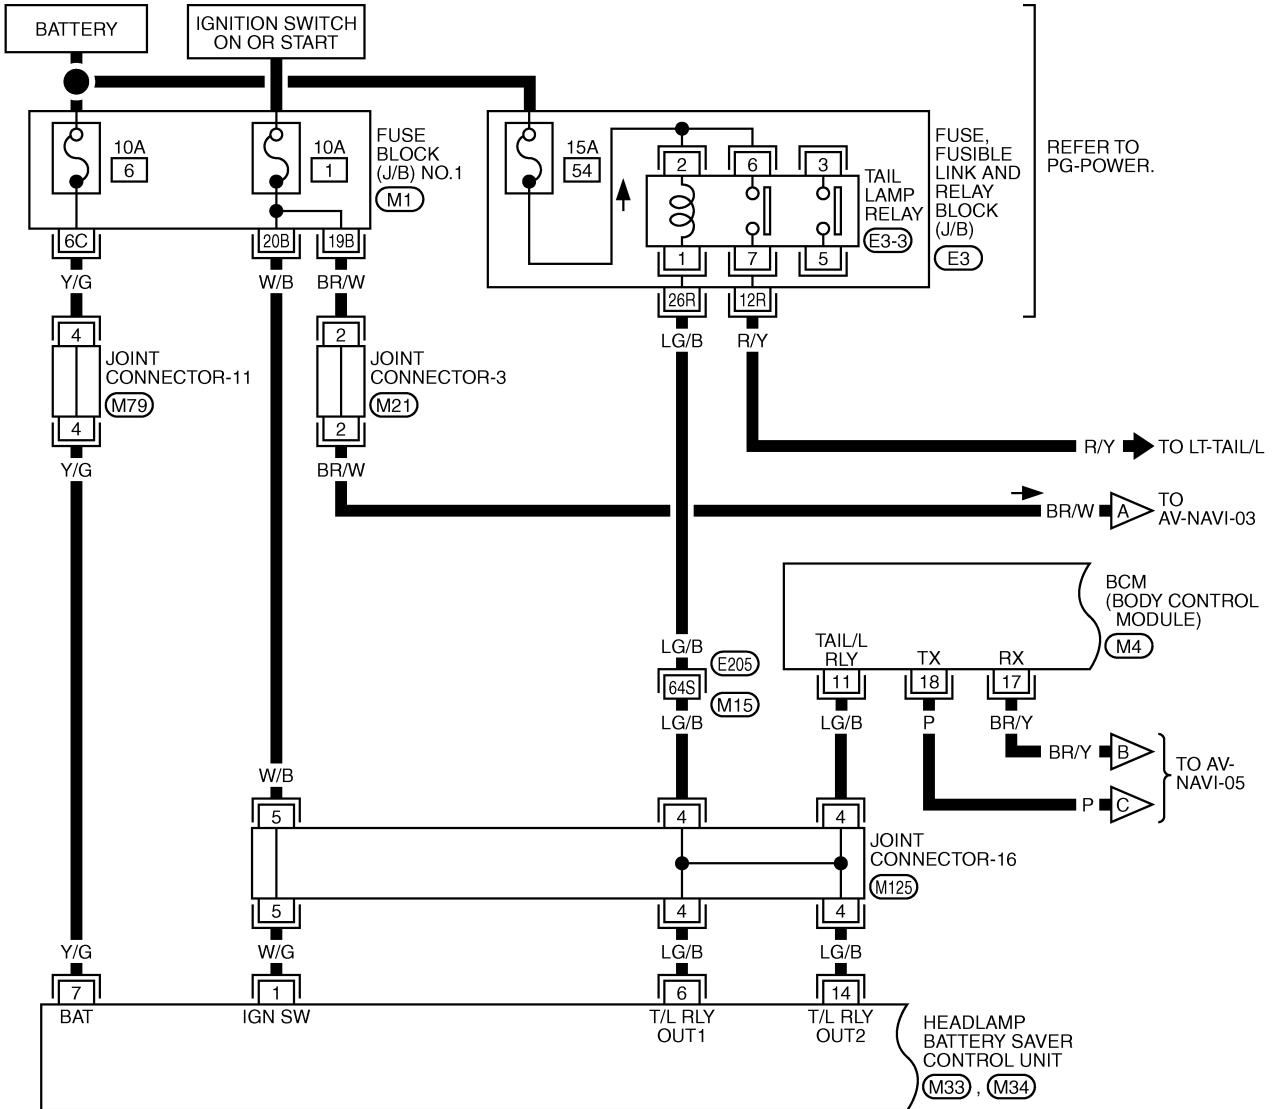 BATTERY
IGNITION SWITCH
ON OR START
10A
6
10A
1
FUSE
BLOCK
(J/B) NO.1
M1
15A
54
2
6
3
TAIL
LAMP
RELAY
E3-3
1
7
5
FUSE,
FUSIBLE
LINK AND
RELAY
BLOCK
(J/B)
E3
REFER TO
PG-POWER.
6C
20B
19B
26R
12R
Y/G
W/B
BR/W
LG/B
R/Y
4
JOINT
CONNECTOR-11
M79
4
2
JOINT
CONNECTOR-3
M21
2
Y/G
BR/W
R/Y
TO LT-TAIL/L
BR/W
A
TO
AV-NAVI-03
BCM
(BODY CONTROL
MODULE)
M4
TAIL/L
RLY
TX
RX
11
18
17
LG/B
E205
64S
M15
LG/B
LG/B
P
BR/Y
BR/Y
B
P
C
TO AV-
NAVI-05
W/B
5
4
4
JOINT
CONNECTOR-16
M125
5
4
4
Y/G
W/G
LG/B
LG/B
7
1
6
14
BAT
IGN SW
T/L RLY
OUT1
T/L RLY
OUT2
HEADLAMP
BATTERY SAVER
CONTROL UNIT
M33 , M34